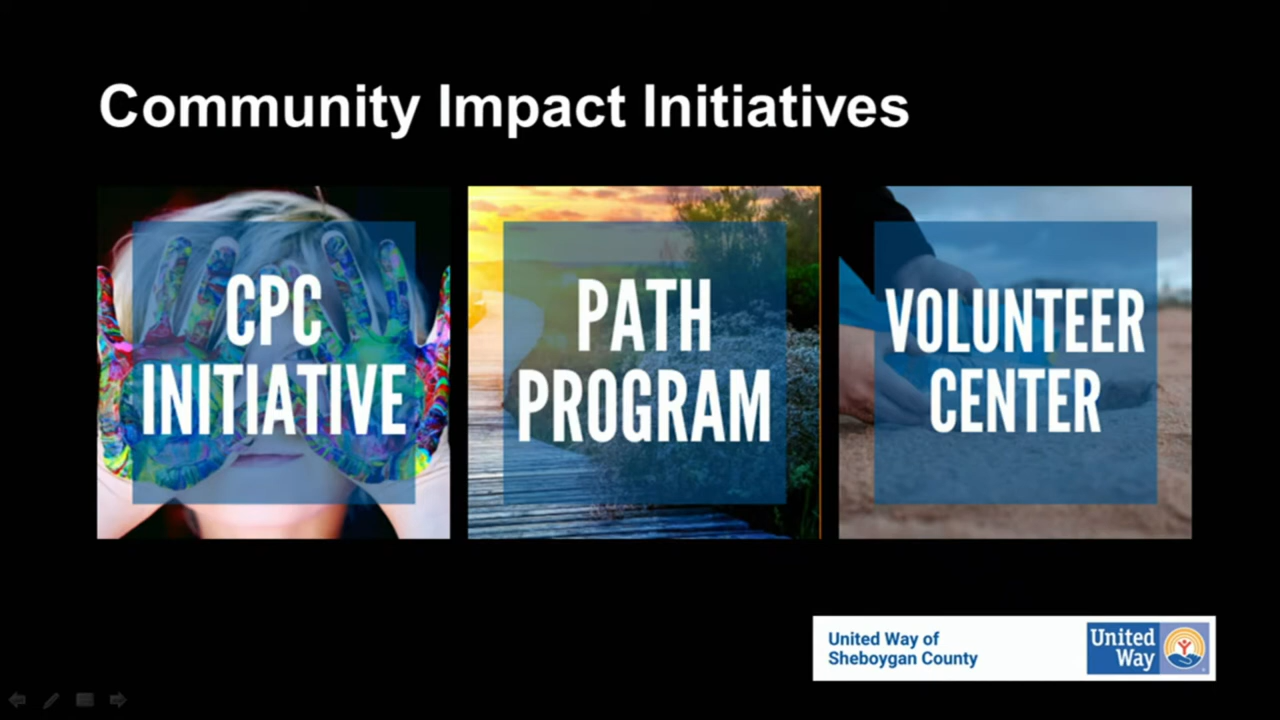 Community Impact Initiatives
CPC
INITIATIVE
PATH
PROGRAM
VOLUNTEER
CENTER
United Way of
Sheboygan County
United
Way